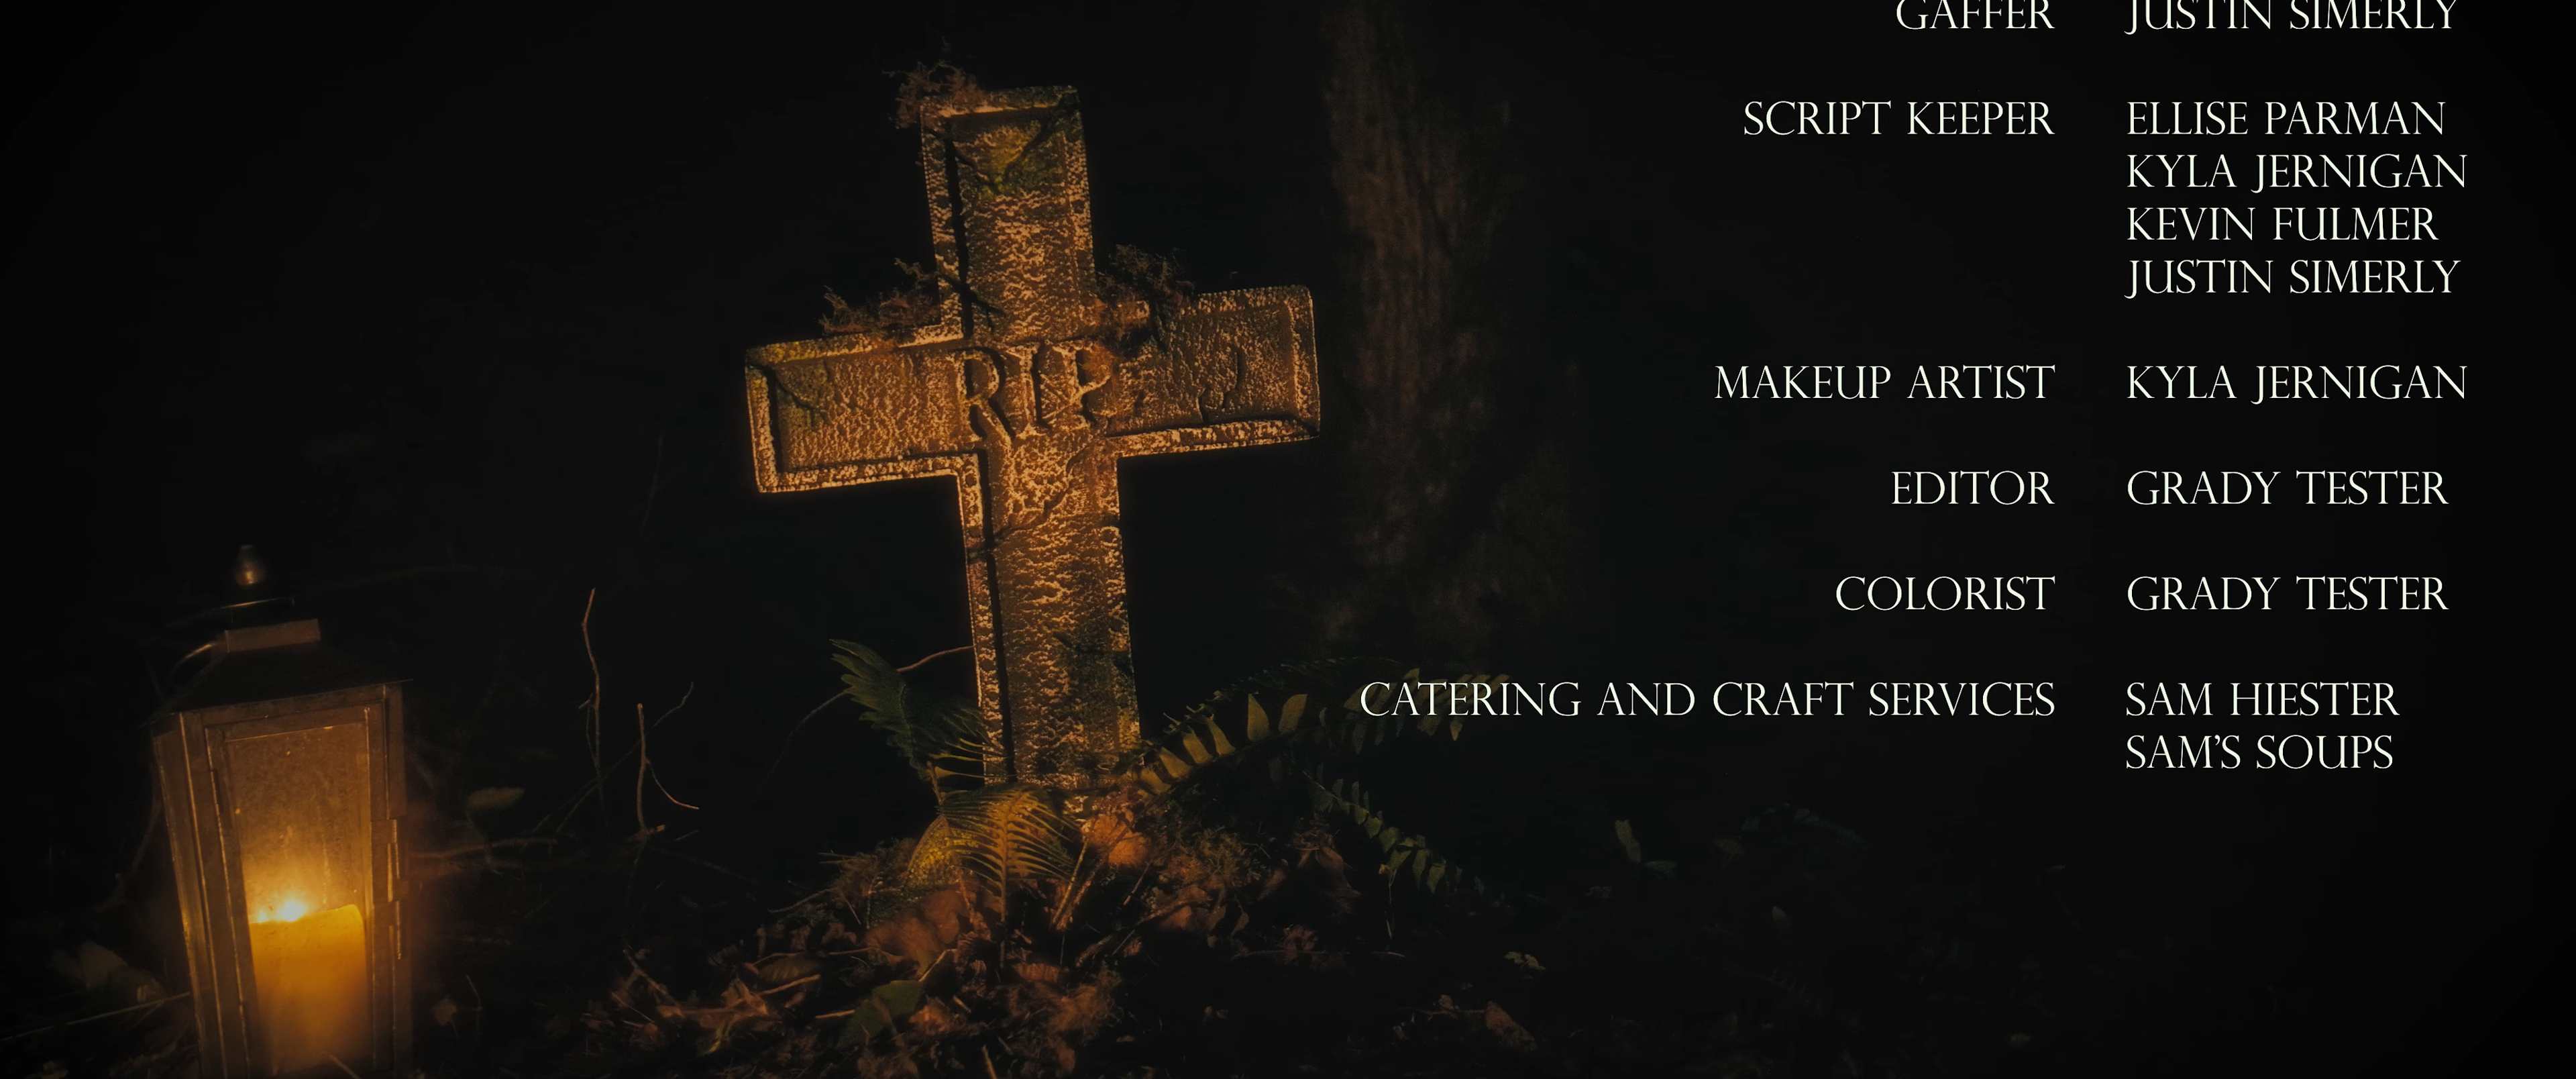 RIP
GAFFER JUSTIN SIMERLY
SCRIPT KEEPER ELLISE PARMAN
KYLA JERNIGAN
KEVIN FULMER
JUSTIN SIMERLY
MAKEUP ARTIST KYLA JERNIGAN
EDITOR GRADY TESTER
COLORIST GRADY TESTER
CATERING AND CRAFT SERVICES SAM HIESTER
SAM'S SOUPS